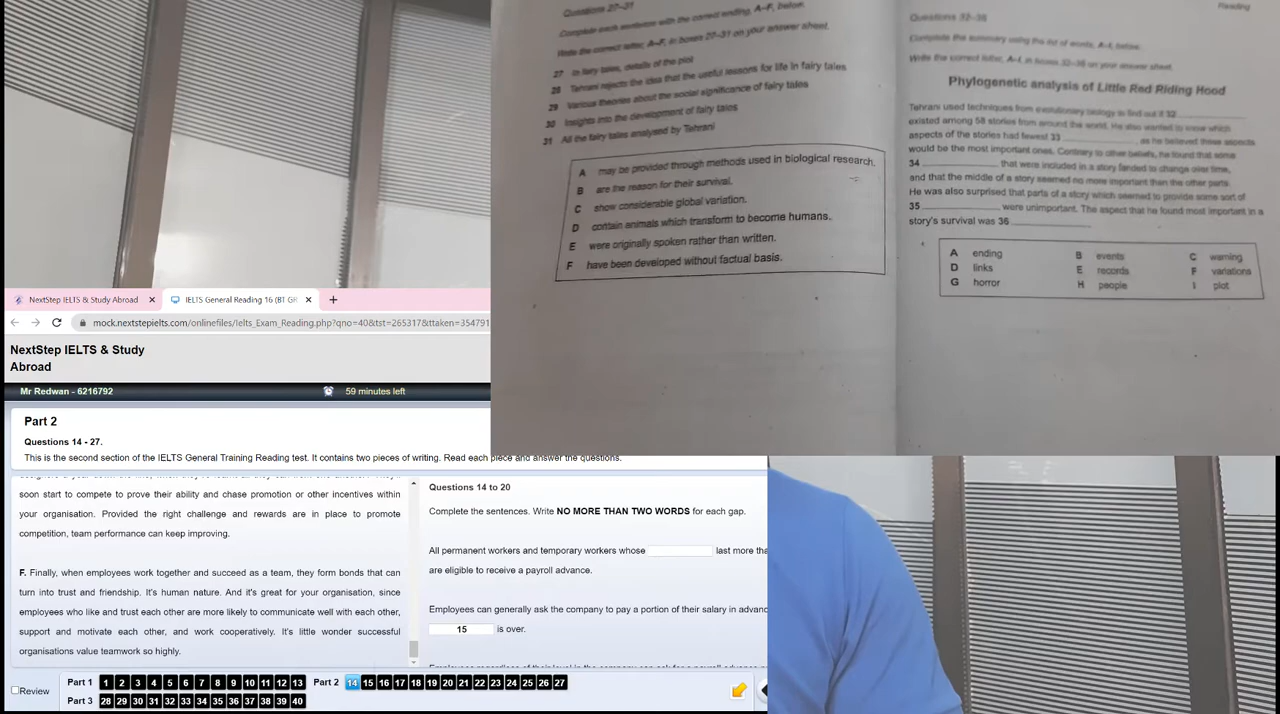 Reading
Questions 27–31
Complete each sentence with the correct ending, A–F, below.
Write the correct letter, A–F, in boxes 27–31 on your answer sheet.
27 In fairy tales, details of the plot
28 Tehrani rejects the idea that the useful lessons for life in fairy tales
29 Various theories about the social significance of fairy tales
30 Insights into the development of fairy tales
31 All the fairy tales analysed by Tehrani
A may be provided through methods used in biological research.
B are the reason for their survival.
C show considerable global variation.
D contain animals which transform to become humans.
E were originally spoken rather than written.
F have been developed without factual basis.
Questions 32–36
Complete the summary using the list of words, A–I, below.
Write the correct letter, A–I, in boxes 32–36 on your answer sheet.
Phylogenetic analysis of Little Red Riding Hood
Tehrani used techniques from evolutionary biology to find out if 32
existed among 58 stories from around the world. He also wanted to know which
aspects of the stories had fewest 33 , as he believed these aspects
would be the most important ones. Contrary to other beliefs, he found that some
34 that were included in a story tended to change over time,
and that the middle of a story seemed no more important than the other parts.
He was also surprised that parts of a story which seemed to provide some sort of
35 were unimportant. The aspect that he found most important in a
story's survival was 36
A ending B events C warning
D links E records F variations
G horror H people I plot
NextStep IELTS & Study Abroad
IELTS General Reading 16 (BT GR
mock.nextstepielts.com/onlinefiles/Ielts_Exam_Reading.php?qno=40&tst=265317&ttaken=354791
NextStep IELTS & Study
Abroad
Mr Redwan - 6216792
59 minutes left
Part 2
Questions 14 - 27.
This is the second section of the IELTS General Training Reading test. It contains two pieces of writing. Read each piece and answer the questions.
soon start to compete to prove their ability and chase promotion or other incentives within
your organisation. Provided the right challenge and rewards are in place to promote
competition, team performance can keep improving.
F. Finally, when employees work together and succeed as a team, they form bonds that can
turn into trust and friendship. It's human nature. And it's great for your organisation, since
employees who like and trust each other are more likely to communicate well with each other,
support and motivate each other, and work cooperatively. It's little wonder successful
organisations value teamwork so highly.
Questions 14 to 20
Complete the sentences. Write NO MORE THAN TWO WORDS for each gap.
All permanent workers and temporary workers whose last more tha
are eligible to receive a payroll advance.
Employees can generally ask the company to pay a portion of their salary in advanc
15 is over.
Review
Part 1 1 2 3 4 5 6 7 8 9 10 11 12 13 Part 2 14 15 16 17 18 19 20 21 22 23 24 25 26 27
Part 3 28 29 30 31 32 33 34 35 36 37 38 39 40